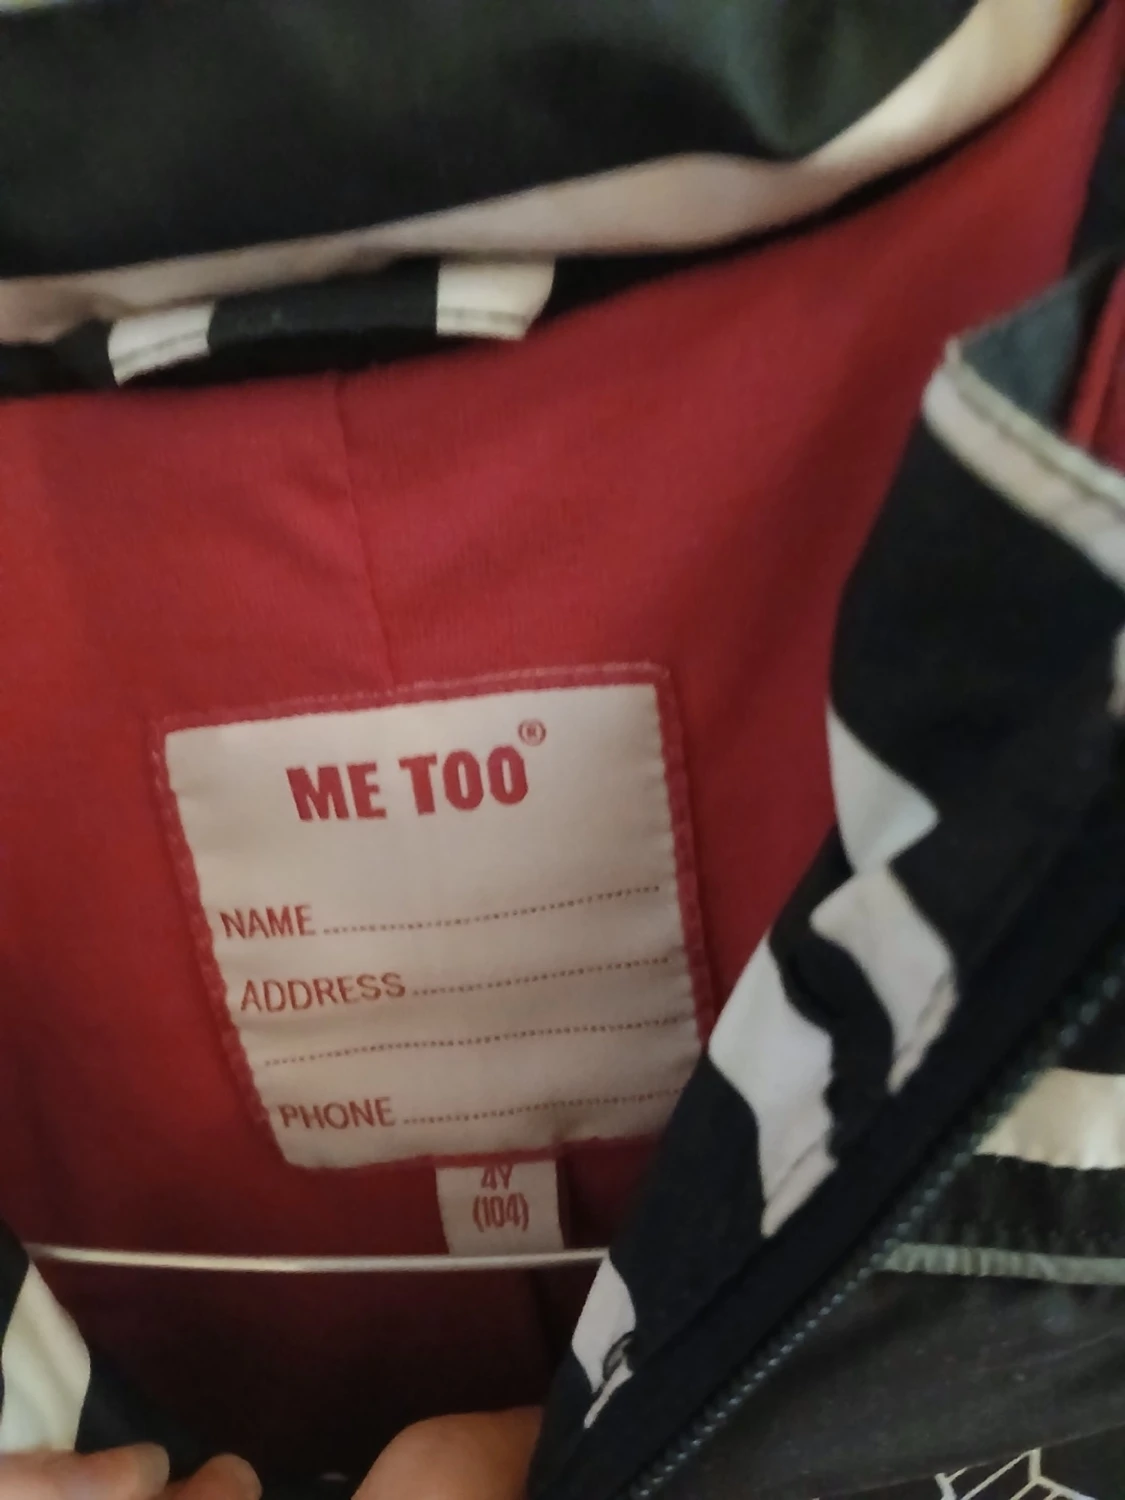 ME TOO®
NAME
ADDRESS
PHONE
4Y
(104)